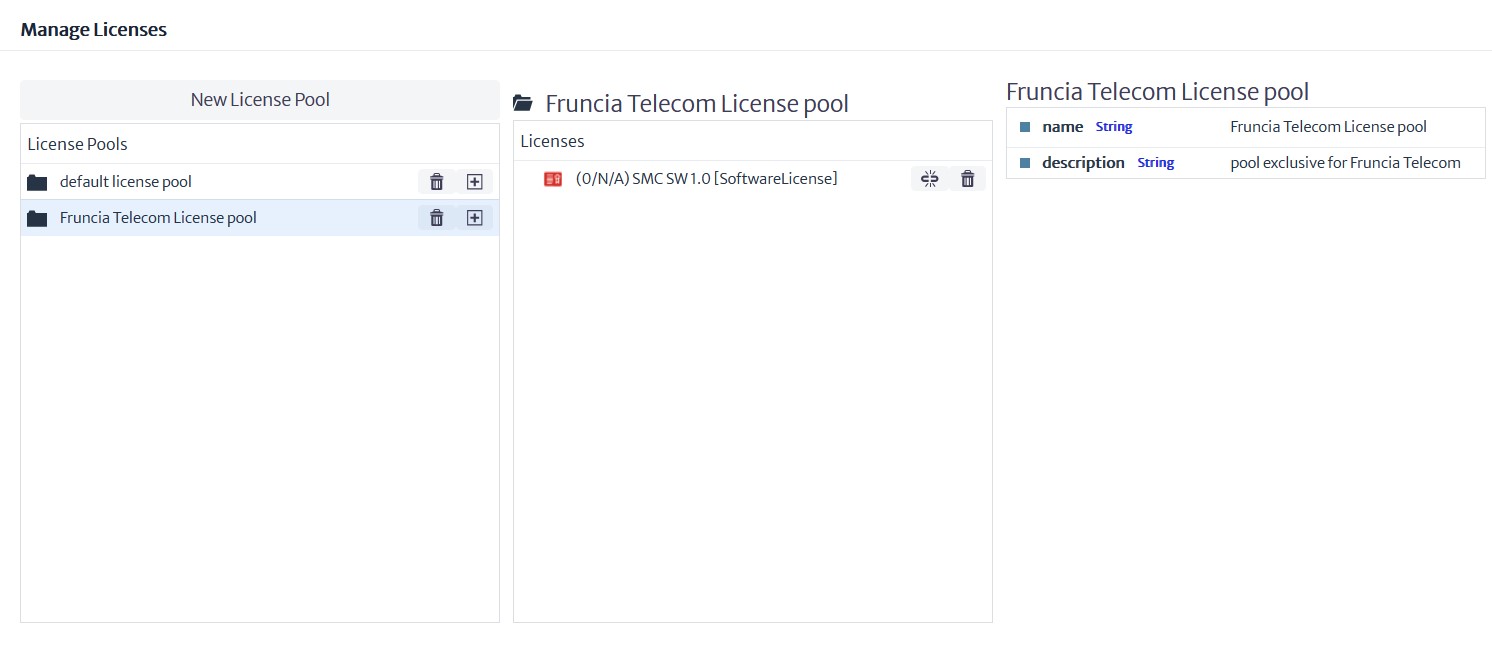 Manage Licenses
New License Pool
License Pools
default license pool
Fruncia Telecom License pool
Fruncia Telecom License pool
Licenses
(0/N/A) SMC SW 1.0 [SoftwareLicense]
Fruncia Telecom License pool
name String Fruncia Telecom License pool
description String pool exclusive for Fruncia Telecom